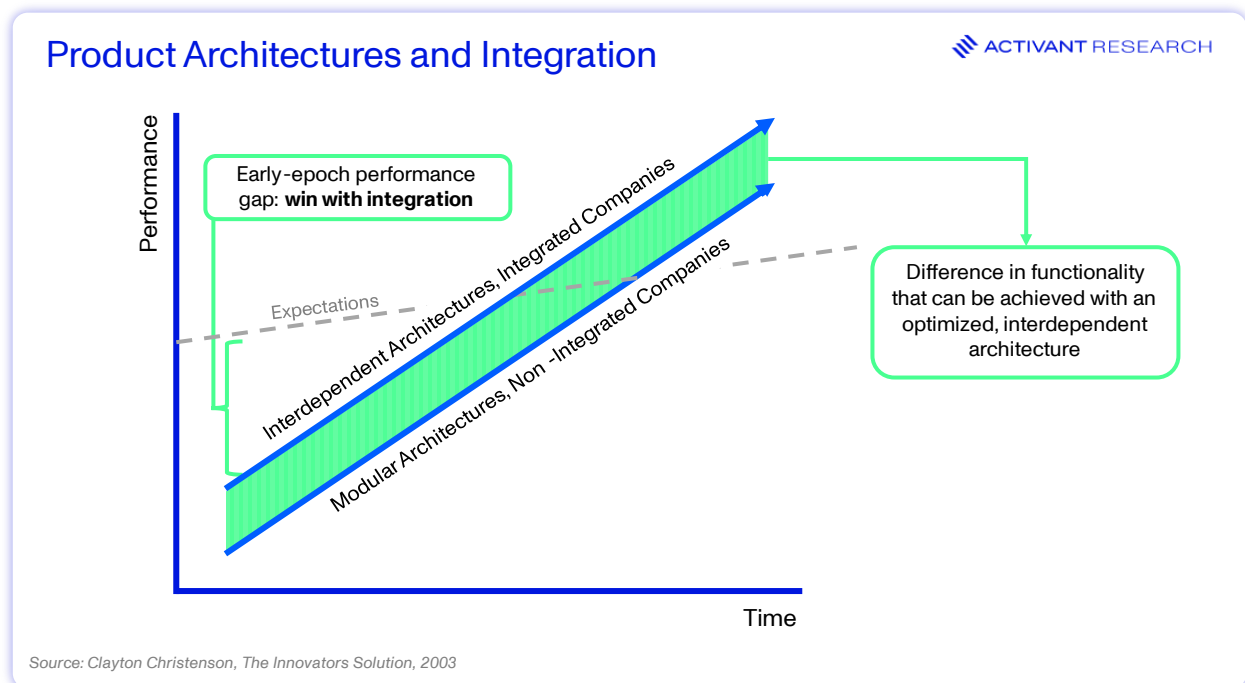 Product Architectures and Integration
ACTIVANT RESEARCH
Performance
Early-epoch performance
gap: win with integration
Interdependent Architectures, Integrated Companies
Expectations
Modular Architectures, Non -Integrated Companies
Difference in functionality
that can be achieved with an
optimized, interdependent
architecture
Time
Source: Clayton Christenson, The Innovators Solution, 2003